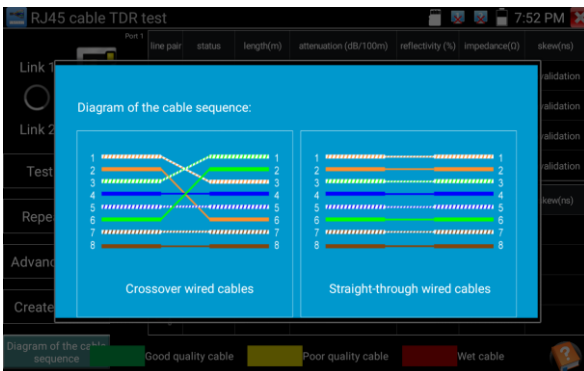 RJ45 cable TDR test
7:52 PM
Port 1
line pair status length(m) attenuation (dB/100m) reflectivity (%) impedance(Ω) skew(ns)
Link 1
validation
Diagram of the cable sequence:
validation
Link 2
validation
Test
validation
skew(ns)
1 1
2 2
3 3
4 4
5 5
6 6
7 7
8 8
1 1
2 2
3 3
4 4
5 5
6 6
7 7
8 8
Crossover wired cables
Straight-through wired cables
Repe
Advanc
Create
Diagram of the cable
sequence
Good quality cable
Poor quality cable
Wet cable